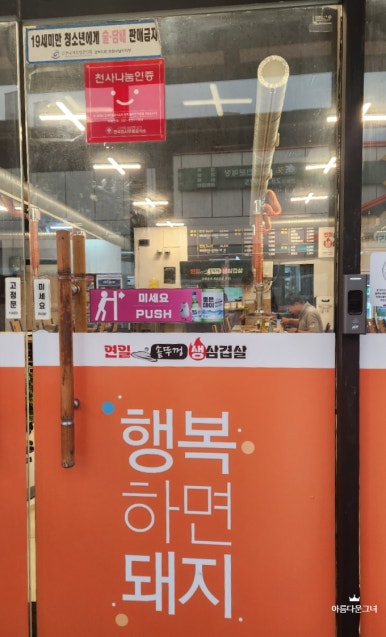 19세미만 청소년에게 술·담배 판매금지
천사나눔인증
고정문
미세요
미세요
PUSH
연일 솥뚜껑 생삼겹살
행복
하면
돼지
아름다운그녀